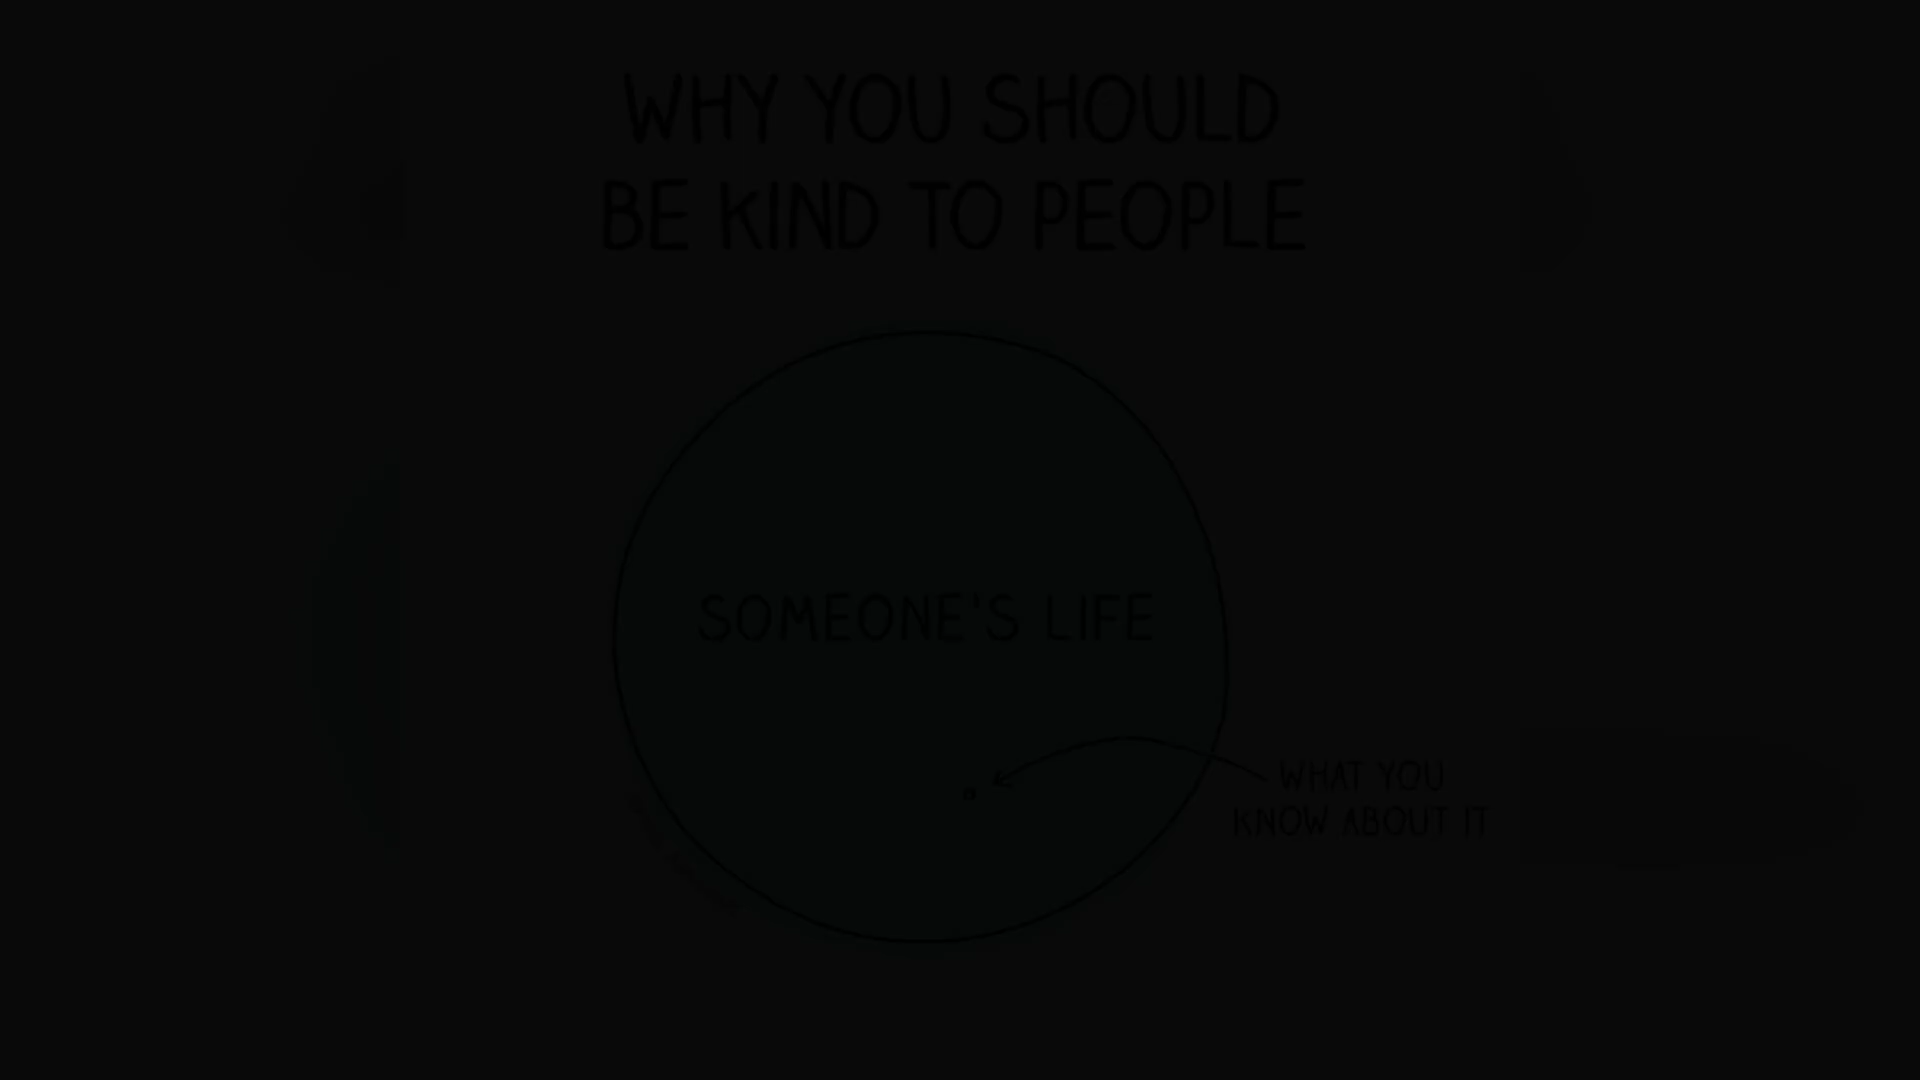 WHY YOU SHOULD
BE KIND TO PEOPLE
SOMEONE'S LIFE
WHAT YOU
KNOW ABOUT IT